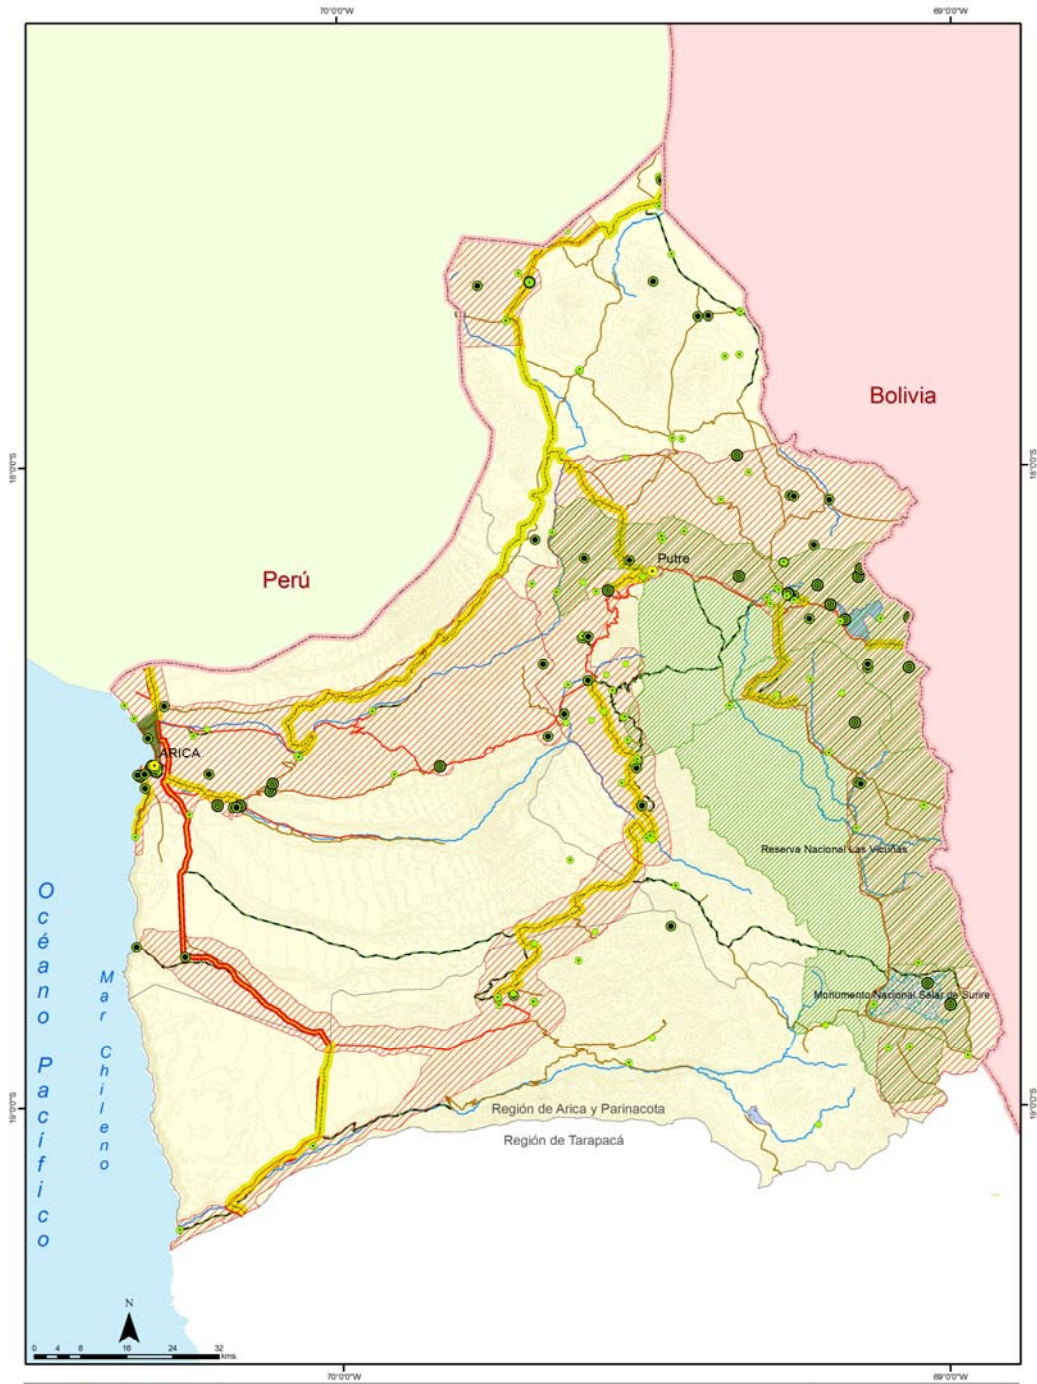 70°0'0"W
69°0'0"W
Bolivia
18°0'0"S
18°0'0"S
Putre
Perú
ARICA
Reserva Nacional Las Vicuñas
Océano Pacífico
Mar Chileno
Monumento Nacional Salar de Surire
19°0'0"S
19°0'0"S
Región de Arica y Parinacota
Región de Tarapacá
N
0 4 8 16 24 32
kms.
70°0'0"W
69°0'0"W